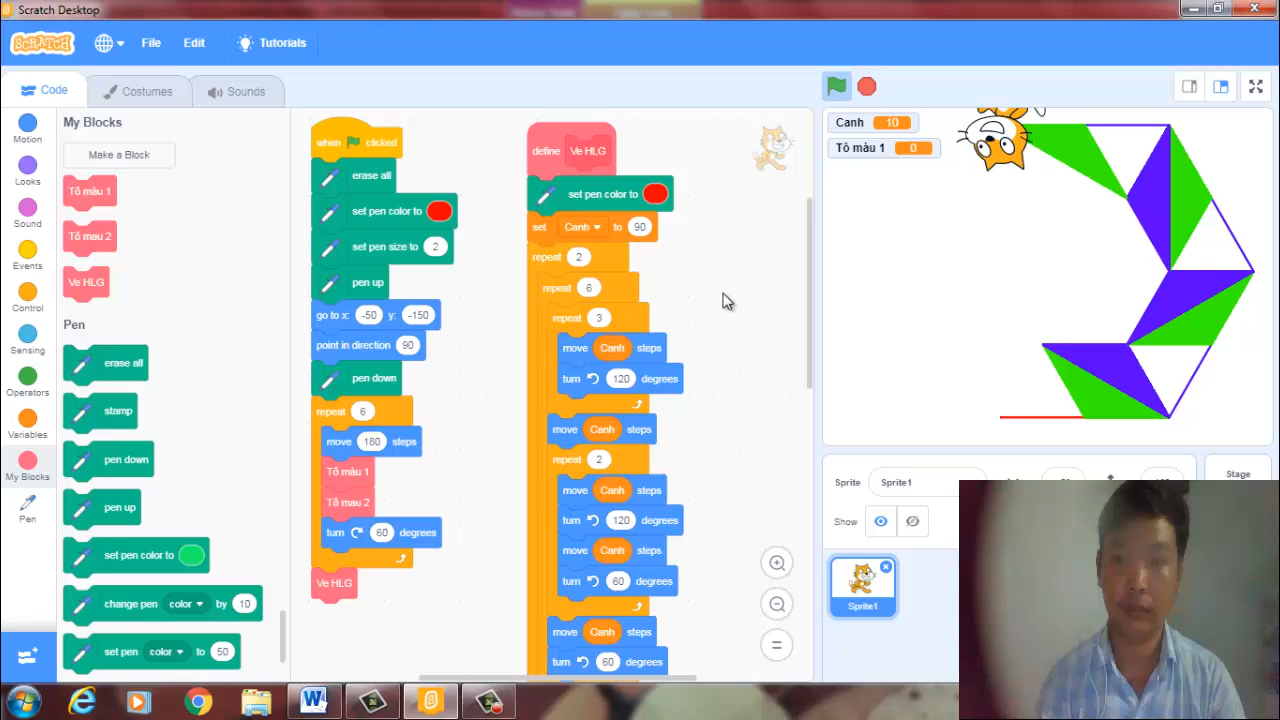 Scratch Desktop
SCRATCH
File
Edit
Tutorials
Code
Costumes
Sounds
Motion
Looks
Sound
Events
Control
Sensing
Operators
Variables
My Blocks
Pen
My Blocks
Make a Block
Tô màu 1
Tô mau 2
Ve HLG
Pen
erase all
stamp
pen down
pen up
set pen color to
change pen color by 10
set pen color to 50
when clicked
erase all
set pen color to
set pen size to 2
pen up
go to x: -50 y: -150
point in direction 90
pen down
repeat 6
move 180 steps
Tô màu 1
Tô mau 2
turn 60 degrees
Ve HLG
define Ve HLG
set pen color to
set Canh to 90
repeat 2
repeat 6
repeat 3
move Canh steps
turn 120 degrees
move Canh steps
repeat 2
move Canh steps
turn 120 degrees
move Canh steps
turn 60 degrees
move Canh steps
turn 60 degrees
Canh 10
Tô màu 1 0
Sprite Sprite1
Show
Sprite1
Stage